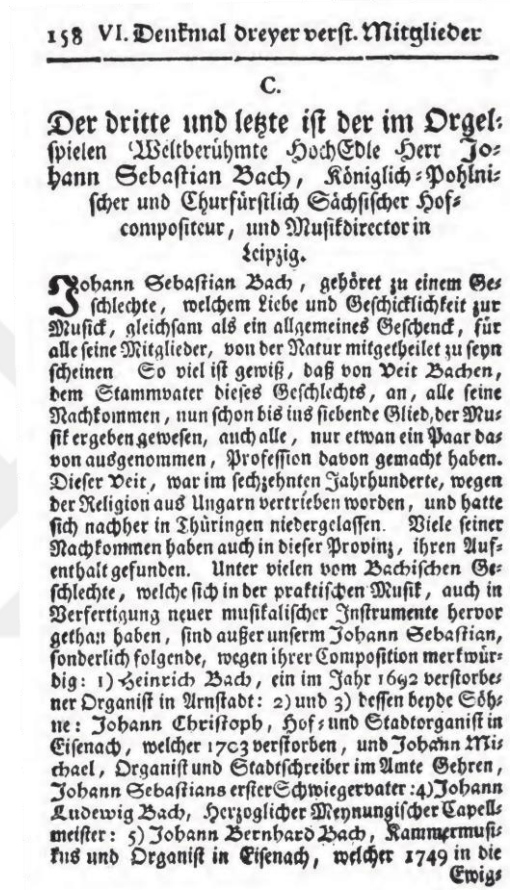 158 VI. Denkmal dreyer verst. Mitglieder
C.
Der dritte und letzte ist der im Orgel-
spielen Weltberühmte HochEdle Herr Jo-
hann Sebastian Bach, Königlich-Pohlni-
scher und Churfürstlich Sächsischer Hof-
compositeur, und Musikdirector in
Leipzig.
Johann Sebastian Bach, gehöret zu einem Ge-
schlechte, welchem Liebe und Geschicklichkeit zur
Musick, gleichsam als ein allgemeines Geschenck, für
alle seine Mitglieder, von der Natur mitgetheilet zu seyn
scheinen So viel ist gewiß, daß von Veit Bachen,
dem Stammvater dieses Geschlechts, an, alle seine
Nachkommen, nun schon bis ins siebende Glied, der Mu-
sik ergeben gewesen, auch alle, nur etwan ein Paar da-
von ausgenommen, Profession davon gemacht haben.
Dieser Veit, war im sechzehnten Jahrhunderte, wegen
der Religion aus Ungarn vertrieben worden, und hatte
sich nachher in Thüringen niedergelassen. Viele seiner
Nachkommen haben auch in dieser Provinz, ihren Auf-
enthalt gefunden. Unter vielen vom Bachischen Ge-
schlechte, welche sich in der praktischen Musik, auch in
Verfertigung neuer musikalischer Instrumente hervor
gethan haben, sind außer unserm Johann Sebastian,
sonderlich folgende, wegen ihrer Composition merkwür-
dig: 1) Heinrich Bach, ein im Jahr 1692 verstorbe-
ner Organist in Arnstadt: 2) und 3) dessen beyde Söh-
ne: Johann Christoph, Hof- und Stadtorganist in
Eisenach, welcher 1703 verstorben, und Johann Mi-
chael, Organist und Stadtschreiber im Amte Gehren,
Johann Sebastians erster Schwiegervater: 4) Johann
Ludewig Bach, Herzoglicher Meynungischer Capell-
meister: 5) Johann Bernhard Bach, Kammermusi-
kus und Organist in Eisenach, welcher 1749 in die
Ewig-